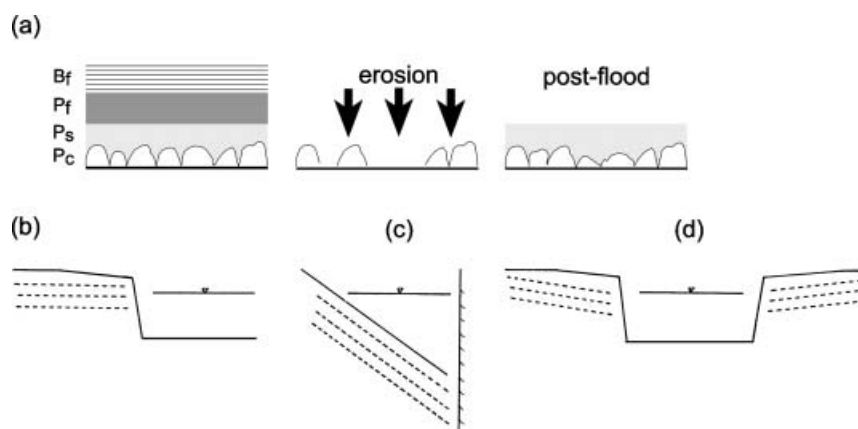 (a)
Bf
Pf
Ps
Pc
erosion
post-flood
(b)
(c)
(d)